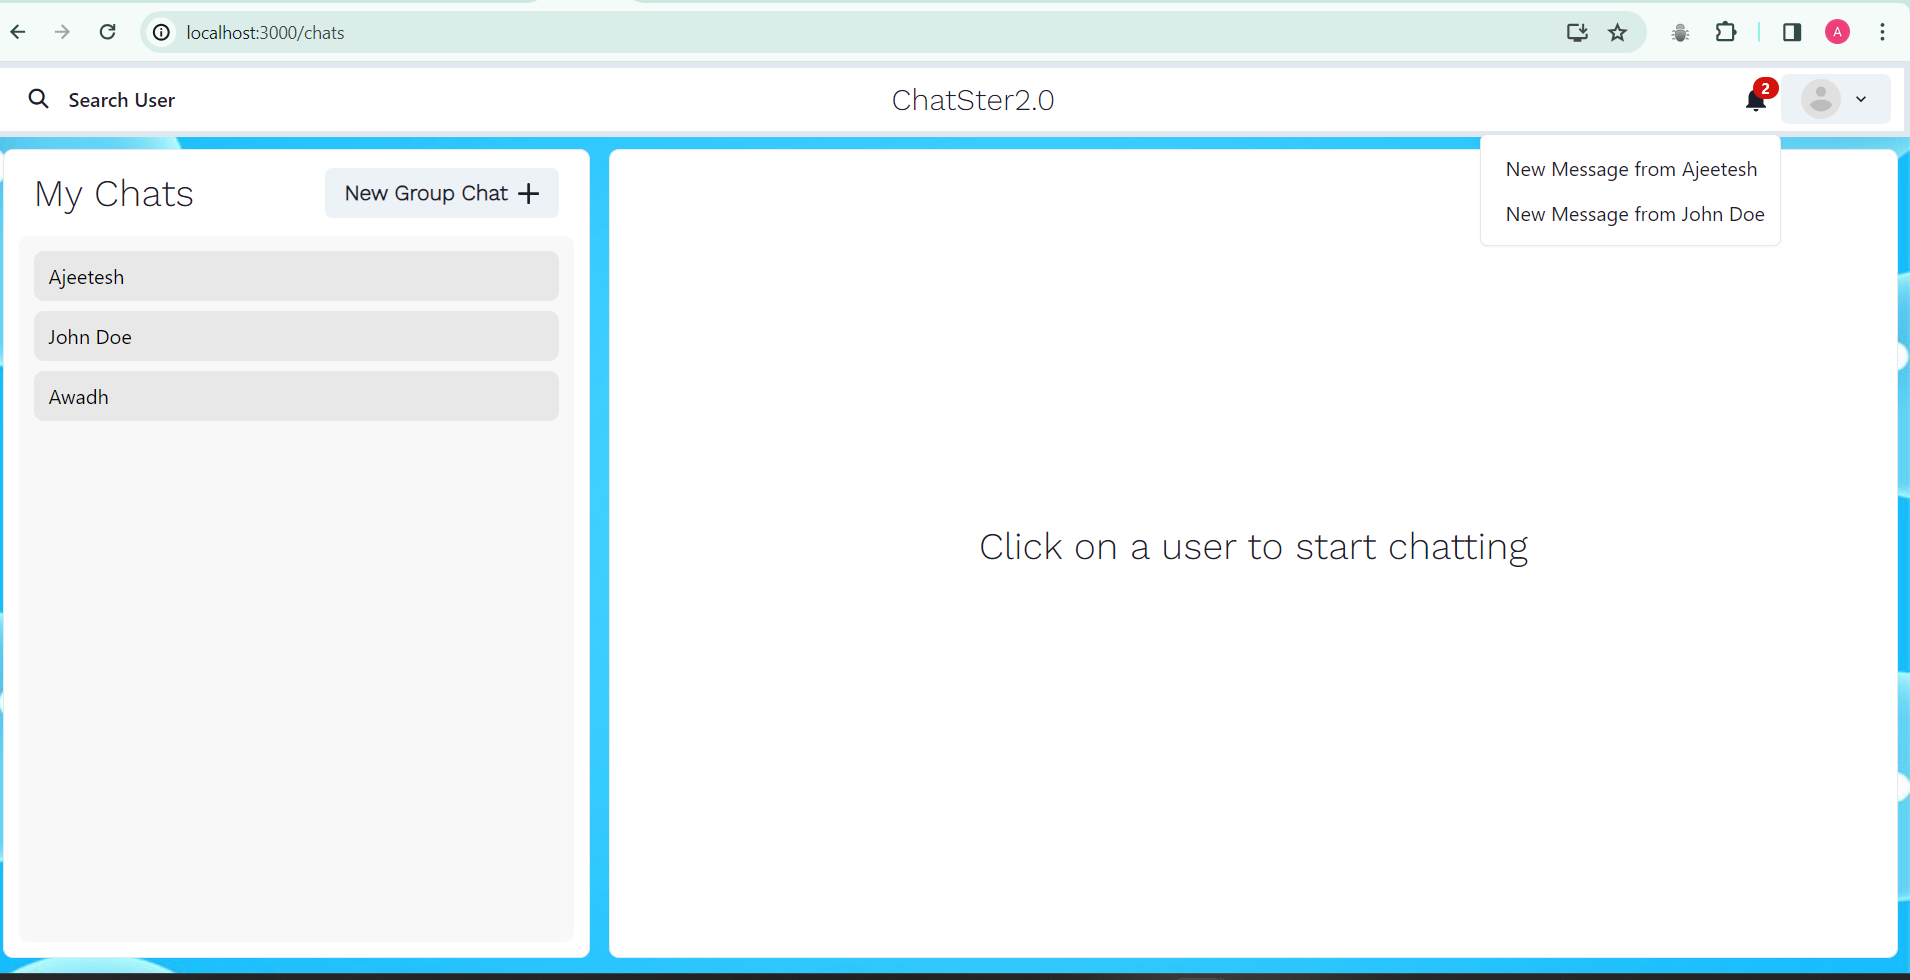 localhost:3000/chats
A
Search User
ChatSter2.0
2
My Chats
New Group Chat
New Message from Ajeetesh
New Message from John Doe
Ajeetesh
John Doe
Awadh
Click on a user to start chatting